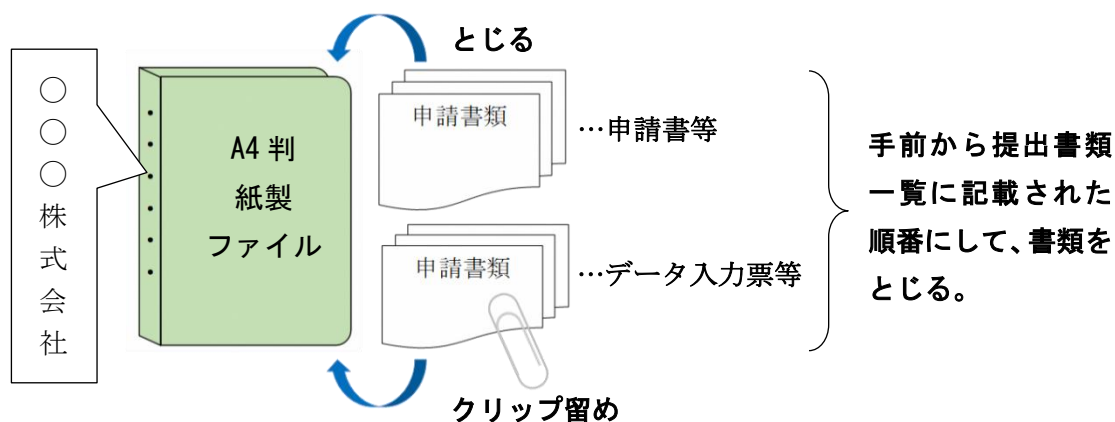 とじる
○○○株式会社
A4判
紙製
ファイル
申請書類
…申請書等
申請書類
…データ入力票等
クリップ留め
手前から提出書類
一覧に記載された
順番にして、書類を
とじる。